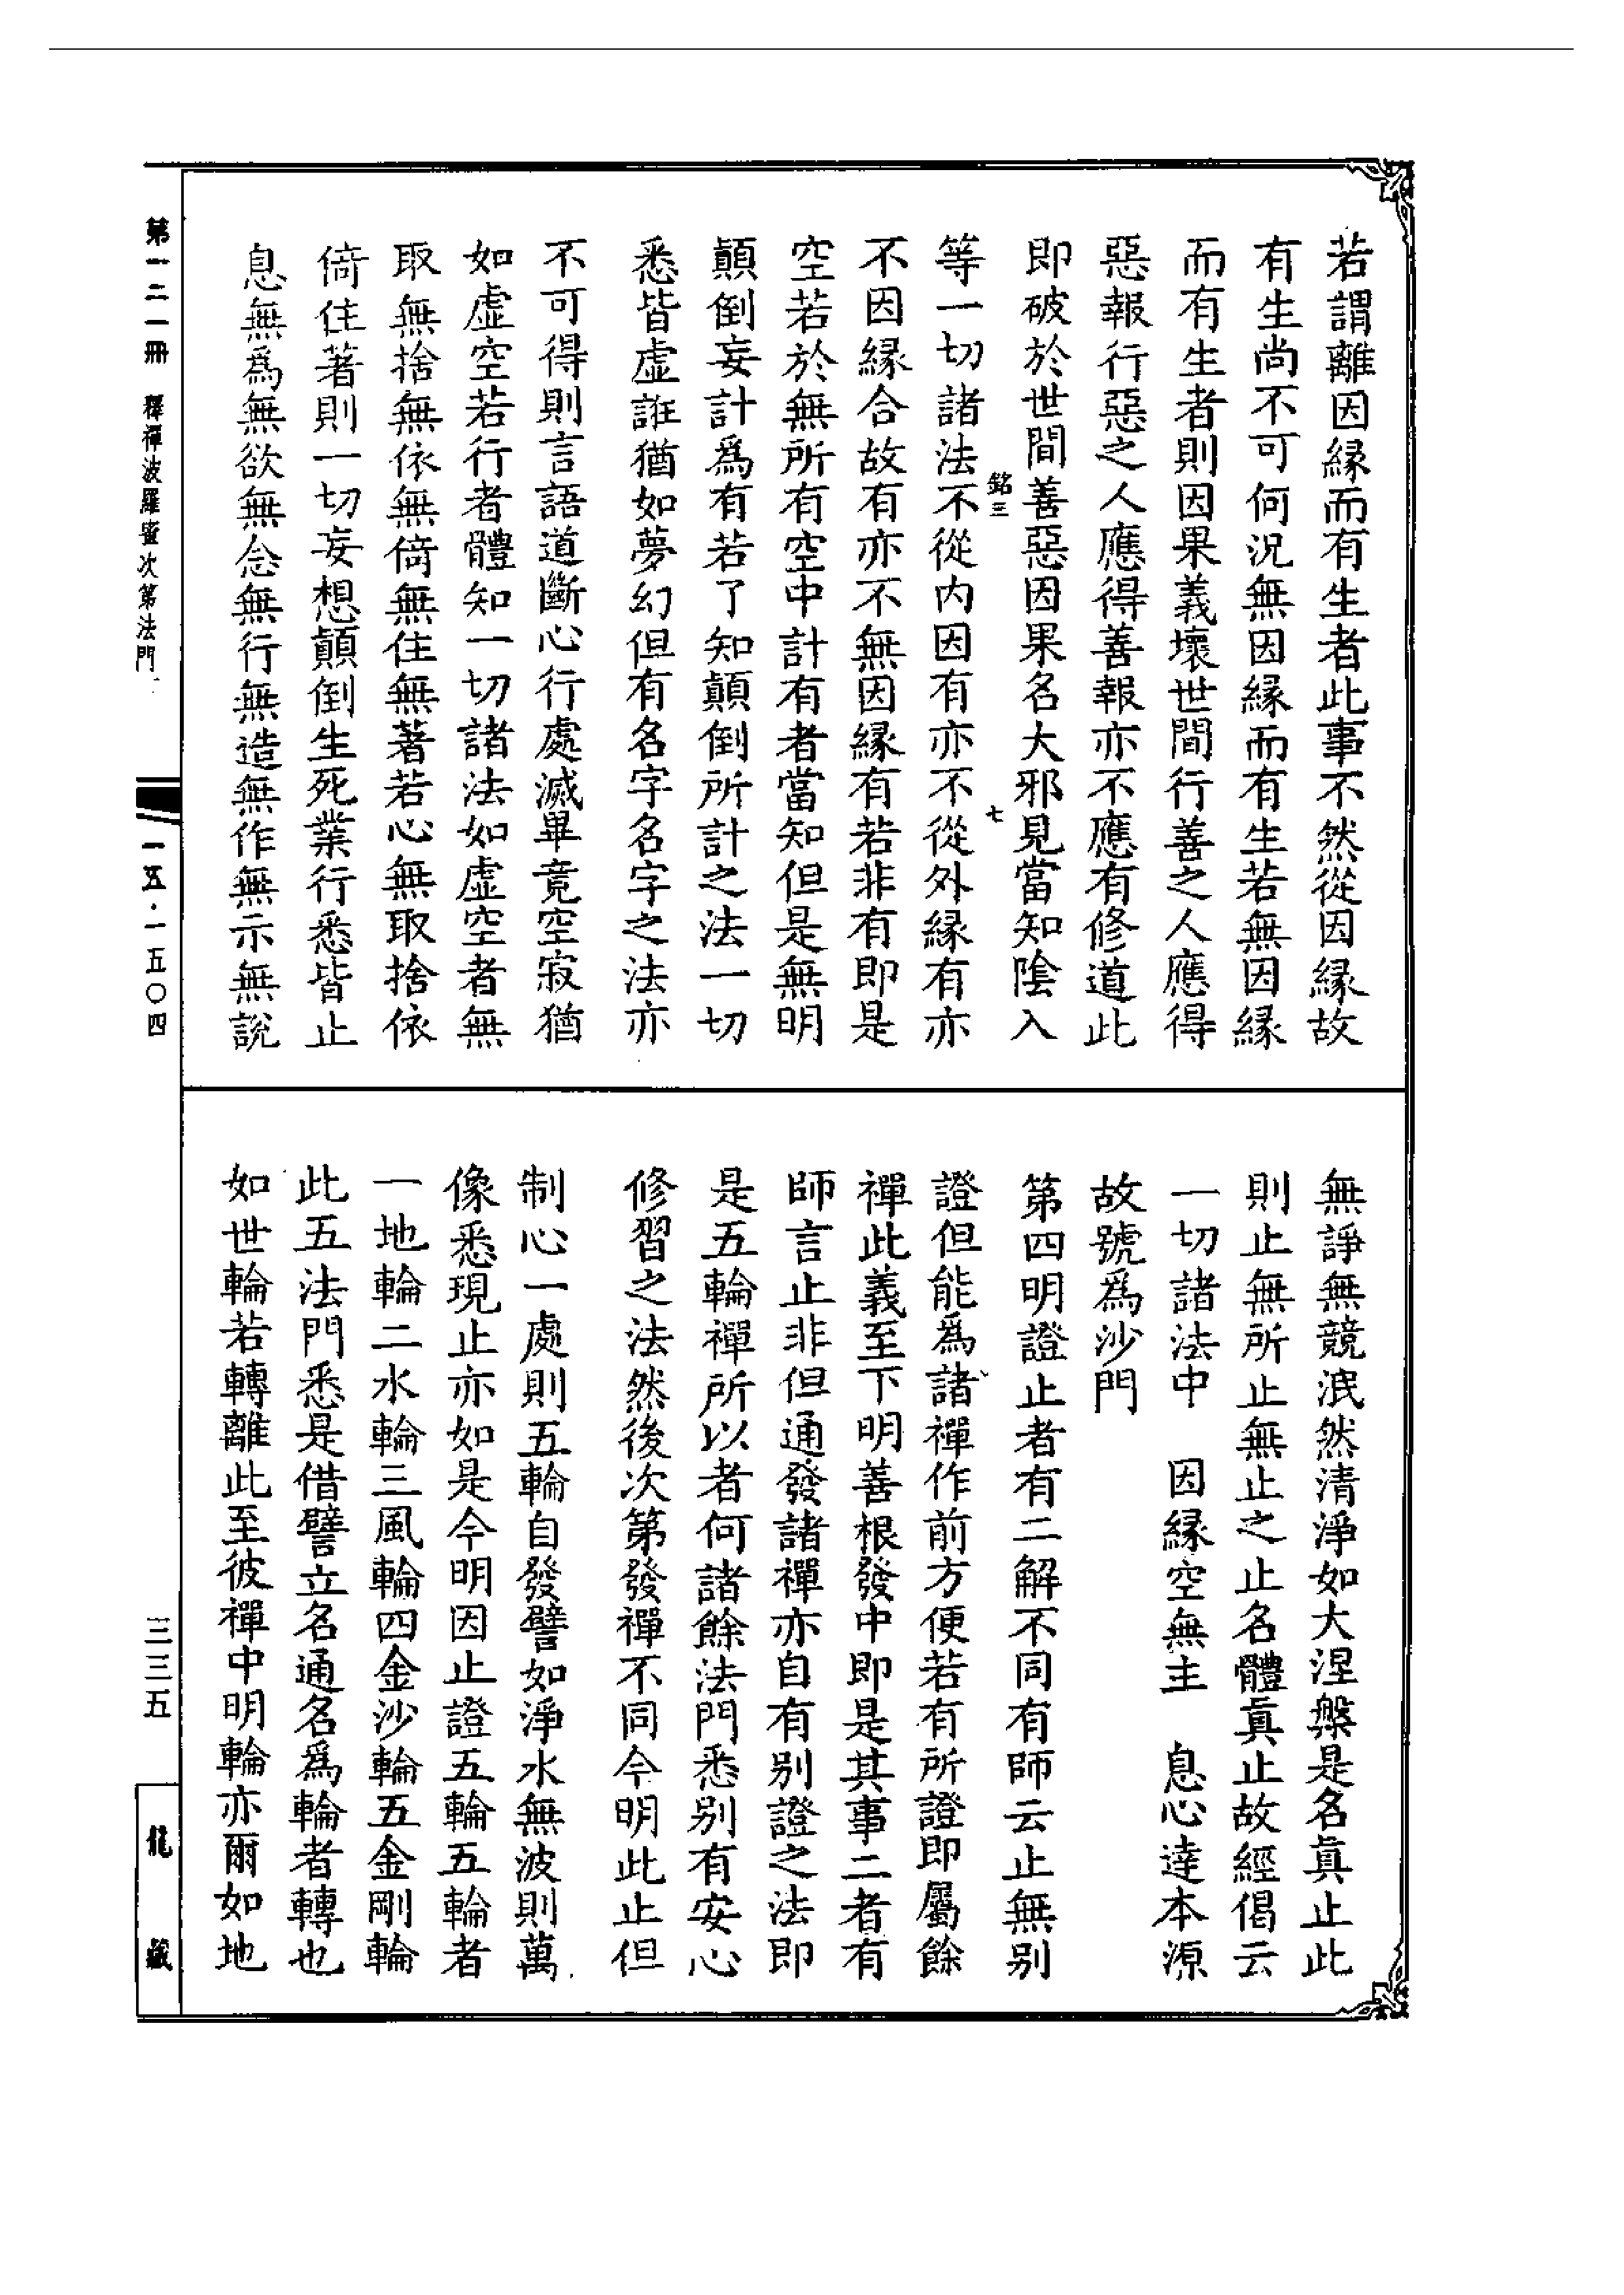 若謂離因緣而有生者此事不然從因緣故
有生尚不可何況無因緣而有生若無因緣
而有生者則因果義壞世間行善之人應得
惡報行惡之人應得善報亦不應有修道此
即破於世間善惡因果名大邪見當知陰入
銘三
七
等一切諸法不從內因有亦不從外緣有亦
不因緣合故有亦不無因緣有若非有即是
空若於無所有空中計有者當知但是無明
顛倒妄計為有若了知顛倒所計之法一切
悉皆虛誑猶如夢幻但有名字名字之法亦
不可得則言語道斷心行處滅畢竟空寂猶
如虛空若行者體知一切諸法如虛空者無
取無捨無依無倚無住無著若心無取捨依
倚住著則一切妄想顛倒生死業行悉皆止
息無為無欲無念無行無造無作無示無說
無諍無競泯然清淨如大涅槃是名真止此
則止無所止無止之止名體真止故經偈云
一切諸法中　因緣空無主　息心達本源
故號為沙門
第四明證止者有二解不同有師云止無別
證但能為諸禪作前方便若有所證即屬餘
禪此義至下明善根發中即是其事二者有
師言止非但通發諸禪亦自有別證之法即
是五輪禪所以者何諸餘法門悉別有安心
修習之法然後次第發禪不同今明此止但
制心一處則五輪自發譬如淨水無波則萬
像悉現止亦如是今明因止證五輪五輪者
一地輪二水輪三風輪四金沙輪五金剛輪
此五法門悉是借譬立名通名為輪者轉也
如世輪若轉離此至彼禪中明輪亦爾如地
第一二一冊　釋禪波羅蜜次第法門
一五·一五〇四
三三五
龍藏